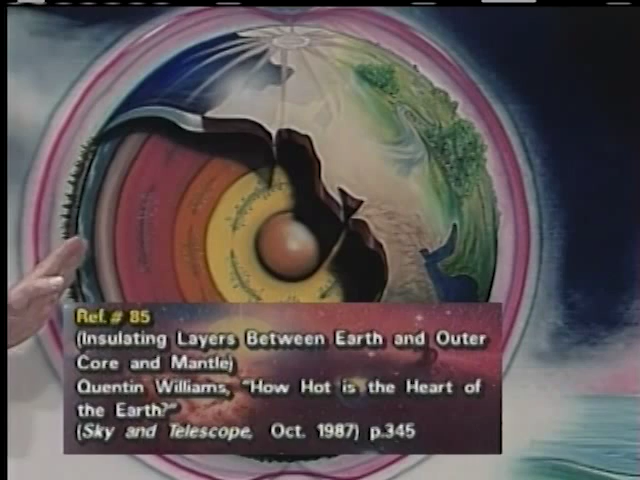 Ref. # 85
(Insulating Layers Between Earth and Outer
Core and Mantle)
Quentin Williams, "How Hot is the Heart of
the Earth?"
(Sky and Telescope, Oct. 1987) p.345